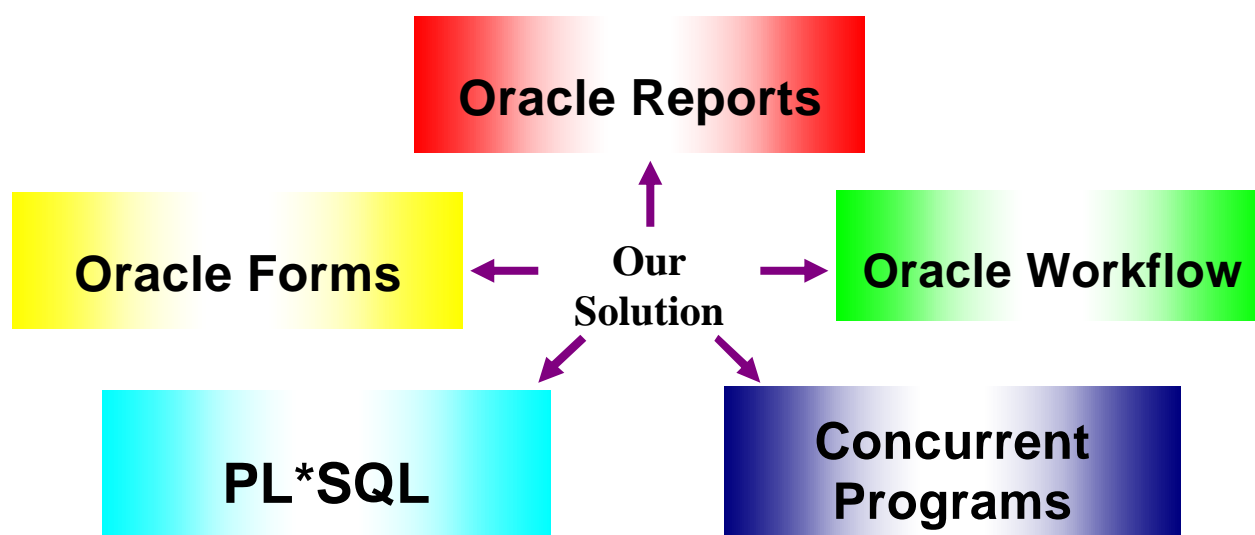 Oracle Reports
Oracle Forms
Our
Solution
Oracle Workflow
PL*SQL
Concurrent
Programs